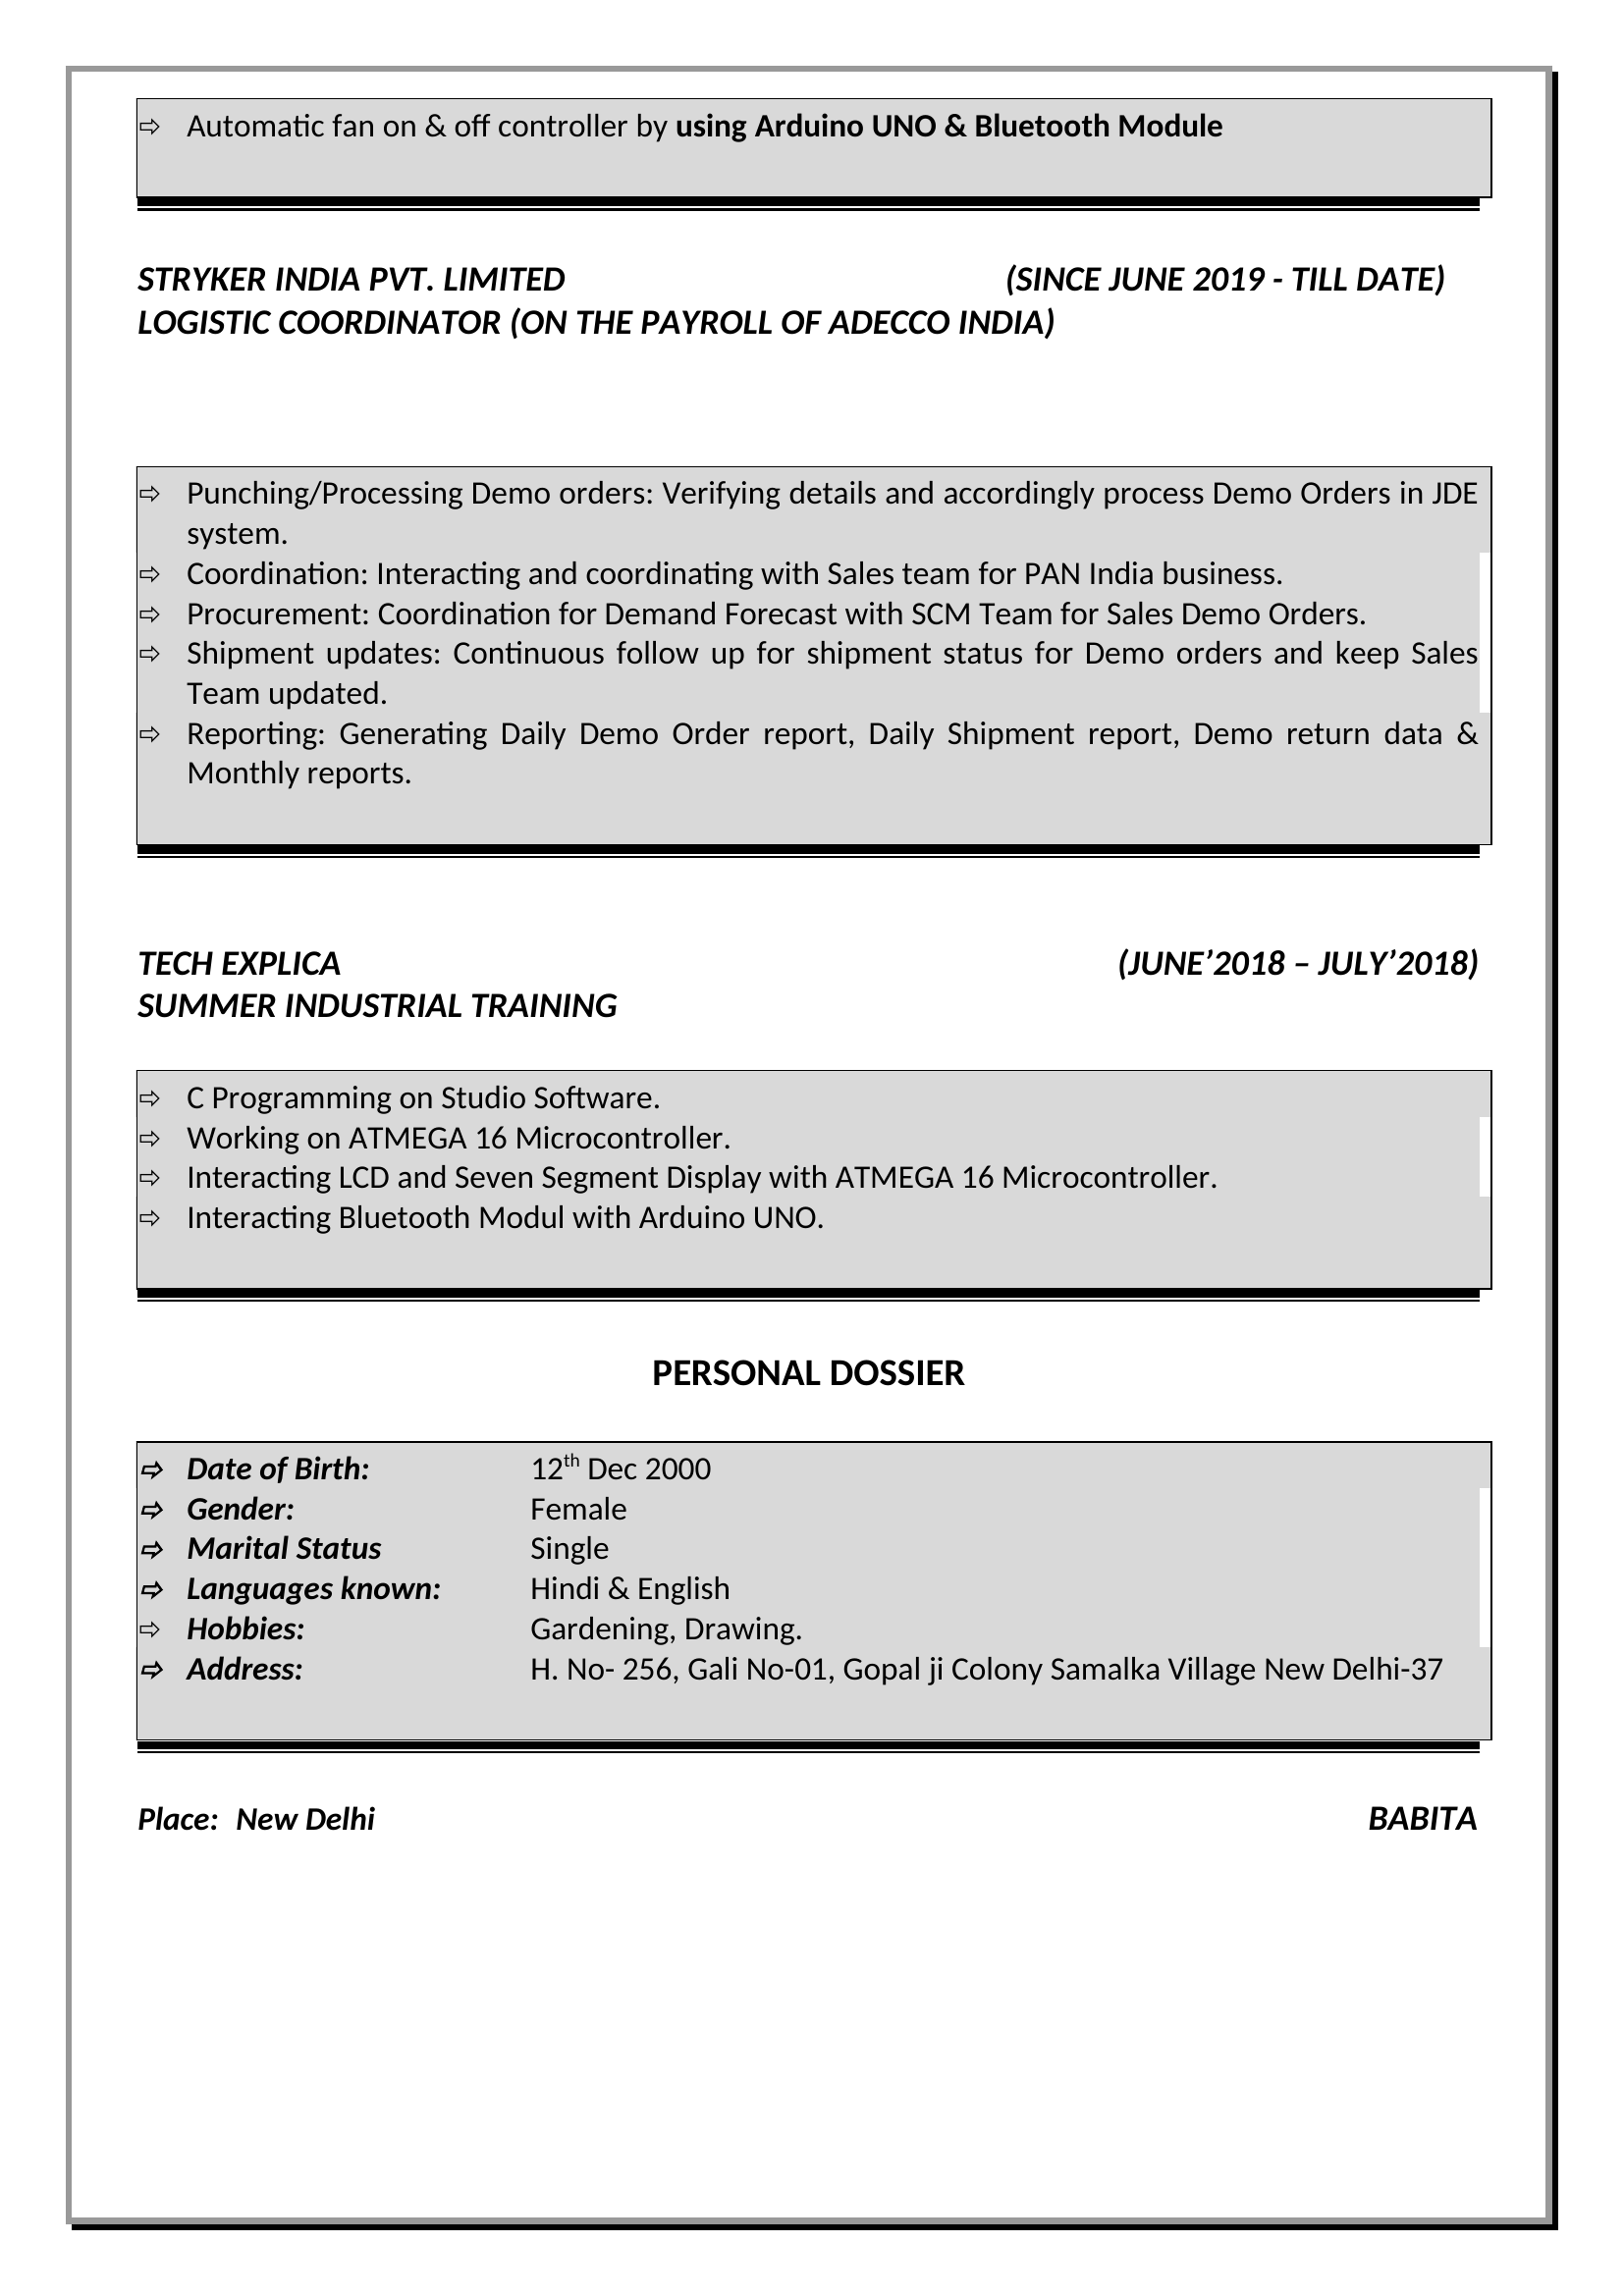 ⇨ Automatic fan on & off controller by using Arduino UNO & Bluetooth Module
STRYKER INDIA PVT. LIMITED (SINCE JUNE 2019 - TILL DATE)
LOGISTIC COORDINATOR (ON THE PAYROLL OF ADECCO INDIA)
⇨ Punching/Processing Demo orders: Verifying details and accordingly process Demo Orders in JDE
system.
⇨ Coordination: Interacting and coordinating with Sales team for PAN India business.
⇨ Procurement: Coordination for Demand Forecast with SCM Team for Sales Demo Orders.
⇨ Shipment updates: Continuous follow up for shipment status for Demo orders and keep Sales
Team updated.
⇨ Reporting: Generating Daily Demo Order report, Daily Shipment report, Demo return data &
Monthly reports.
TECH EXPLICA (JUNE’2018 – JULY’2018)
SUMMER INDUSTRIAL TRAINING
⇨ C Programming on Studio Software.
⇨ Working on ATMEGA 16 Microcontroller.
⇨ Interacting LCD and Seven Segment Display with ATMEGA 16 Microcontroller.
⇨ Interacting Bluetooth Modul with Arduino UNO.
PERSONAL DOSSIER
⇨ Date of Birth: 12th Dec 2000
⇨ Gender: Female
⇨ Marital Status Single
⇨ Languages known: Hindi & English
⇨ Hobbies: Gardening, Drawing.
⇨ Address: H. No- 256, Gali No-01, Gopal ji Colony Samalka Village New Delhi-37
Place: New Delhi BABITA